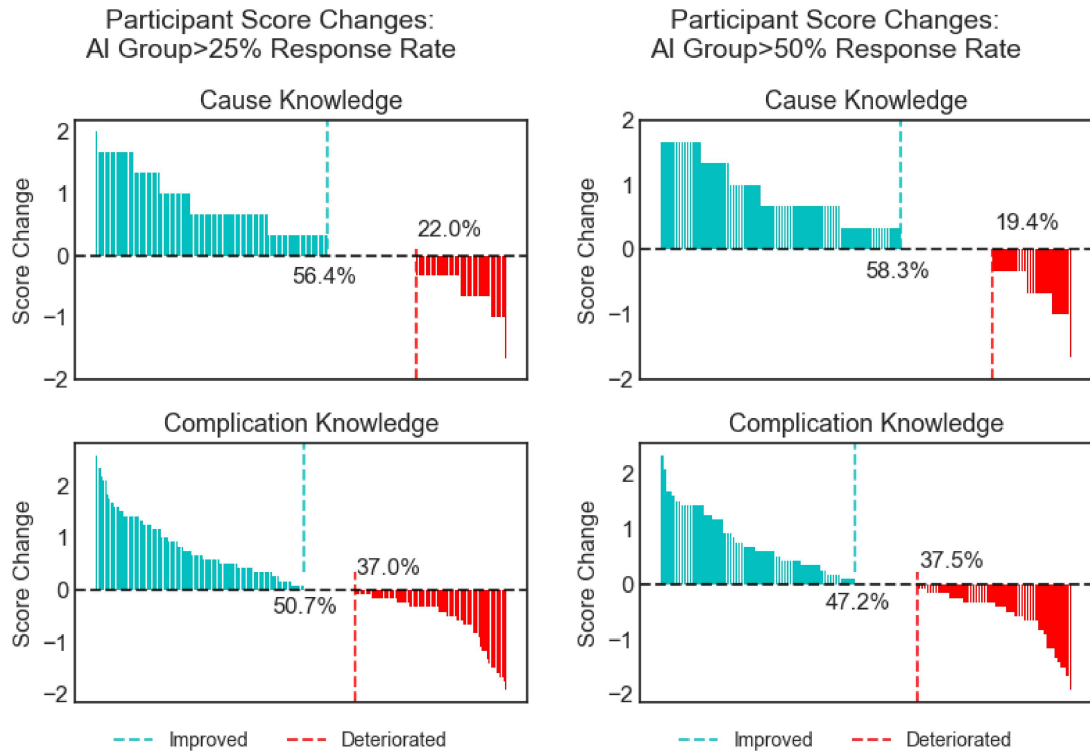 Participant Score Changes:
AI Group>25% Response Rate
Participant Score Changes:
AI Group>50% Response Rate
Cause Knowledge
2
1
0
−1
−2
Score Change
22.0%
56.4%
Cause Knowledge
2
1
0
−1
−2
Score Change
19.4%
58.3%
Complication Knowledge
2
1
0
−1
−2
Score Change
37.0%
50.7%
Complication Knowledge
2
1
0
−1
−2
Score Change
37.5%
47.2%
Improved
Deteriorated
Improved
Deteriorated